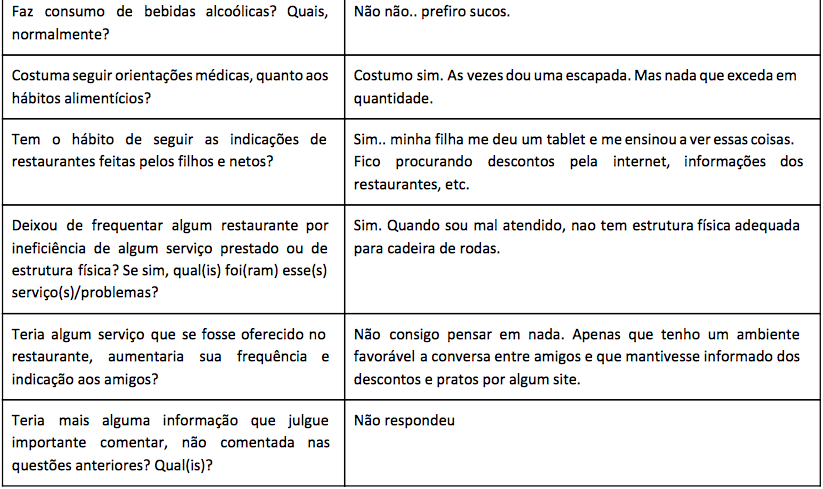 Faz consumo de bebidas alcoólicas? Quais,
normalmente?
Não não.. prefiro sucos.
Costuma seguir orientações médicas, quanto aos
hábitos alimentícios?
Costumo sim. As vezes dou uma escapada. Mas nada que exceda em
quantidade.
Tem o hábito de seguir as indicações de
restaurantes feitas pelos filhos e netos?
Sim.. minha filha me deu um tablet e me ensinou a ver essas coisas.
Fico procurando descontos pela internet, informações dos
restaurantes, etc.
Deixou de frequentar algum restaurante por
ineficiência de algum serviço prestado ou de
estrutura física? Se sim, qual(is) foi(ram) esse(s)
serviço(s)/problemas?
Sim. Quando sou mal atendido, nao tem estrutura física adequada
para cadeira de rodas.
Teria algum serviço que se fosse oferecido no
restaurante, aumentaria sua frequência e
indicação aos amigos?
Não consigo pensar em nada. Apenas que tenho um ambiente
favorável a conversa entre amigos e que mantivesse informado dos
descontos e pratos por algum site.
Teria mais alguma informação que julgue
importante comentar, não comentada nas
questões anteriores? Qual(is)?
Não respondeu